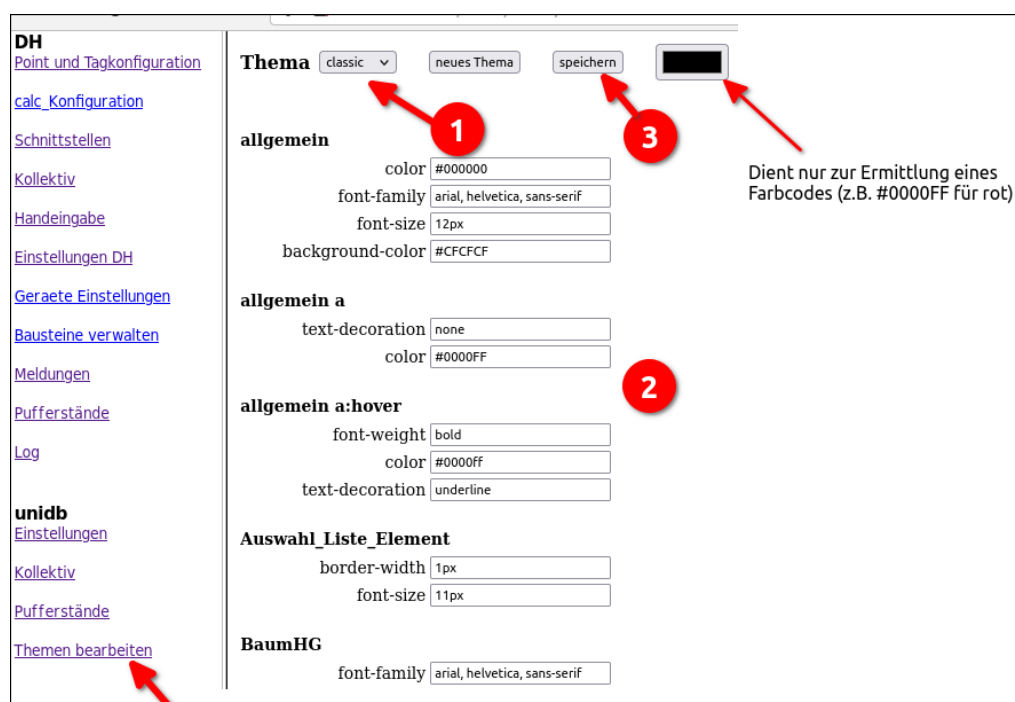 DH
Point und Tagkonfiguration
calc_Konfiguration
Schnittstellen
Kollektiv
Handeingabe
Einstellungen DH
Geraete Einstellungen
Bausteine verwalten
Meldungen
Pufferstände
Log
unidb
Einstellungen
Kollektiv
Pufferstände
Themen bearbeiten
Thema classic neues Thema speichern
1
3
Dient nur zur Ermittlung eines
Farbcodes (z.B. #0000FF für rot)
allgemein
color #000000
font-family arial, helvetica, sans-serif
font-size 12px
background-color #CFCFCF
allgemein a
text-decoration none
color #0000FF
2
allgemein a:hover
font-weight bold
color #0000ff
text-decoration underline
Auswahl_Liste_Element
border-width 1px
font-size 11px
BaumHG
font-family arial, helvetica, sans-serif